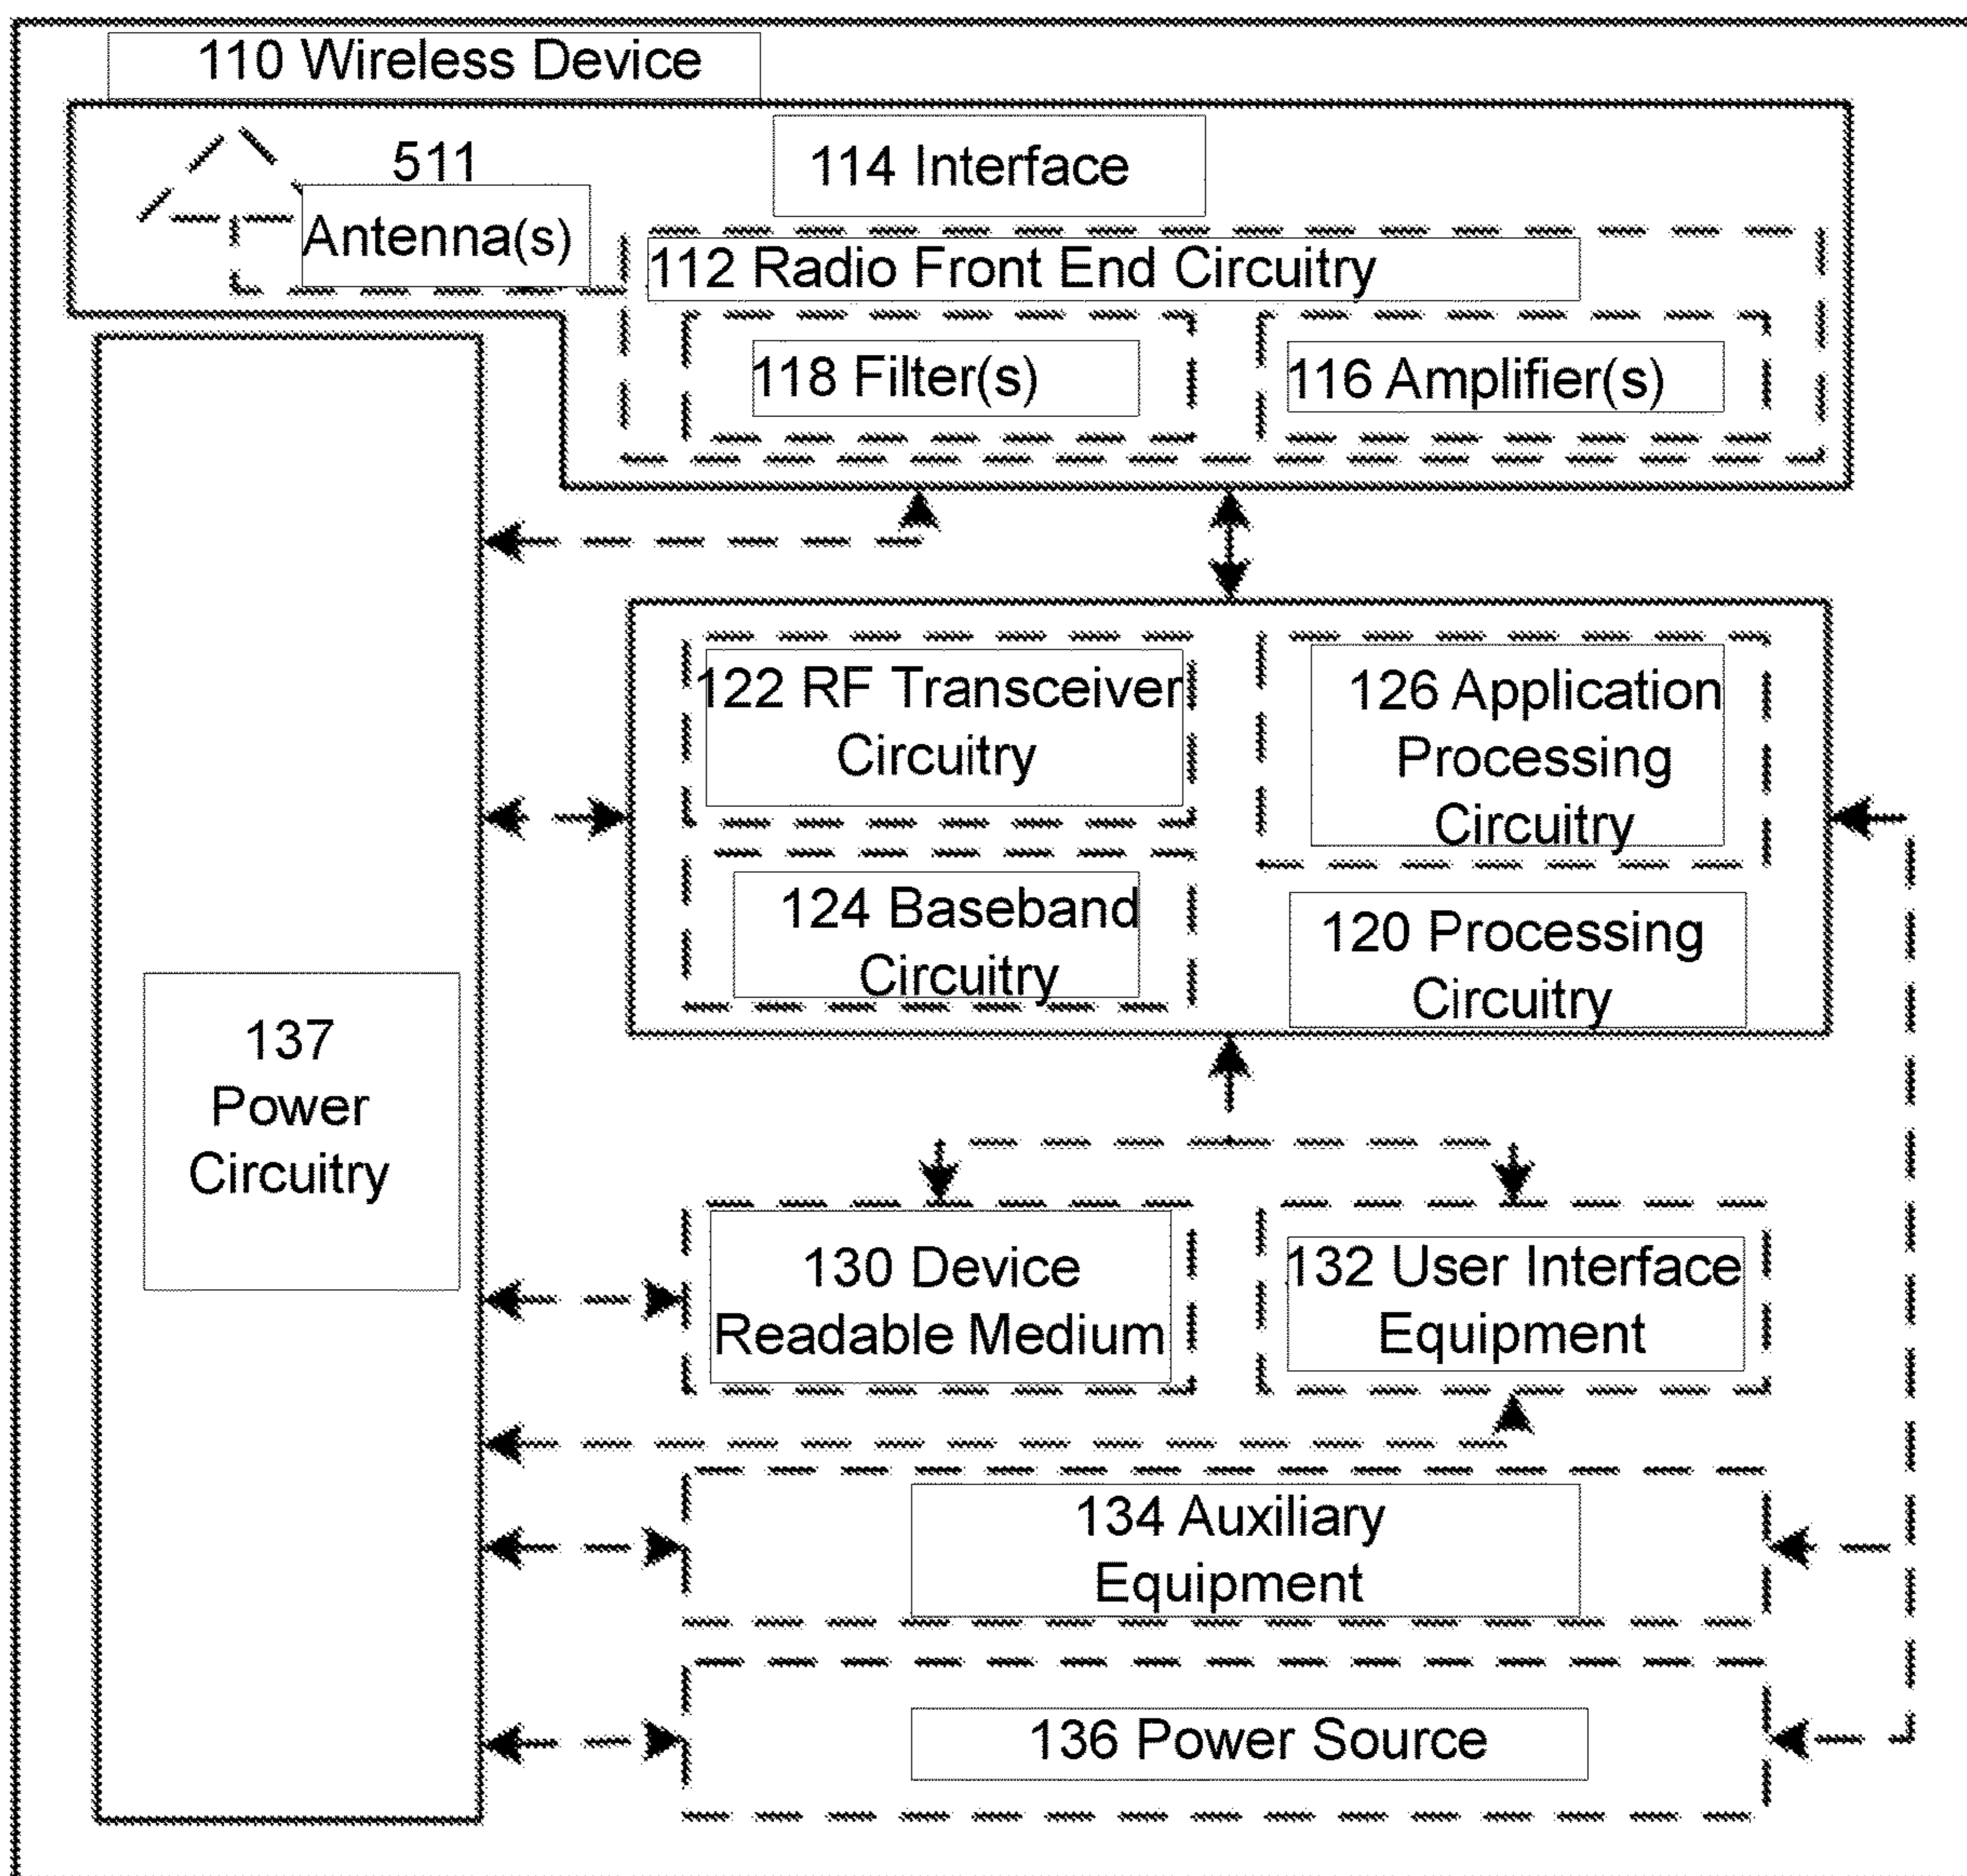 110 Wireless Device
511
Antenna(s)
114 Interface
112 Radio Front End Circuitry
118 Filter(s)
116 Amplifier(s)
122 RF Transceiver
Circuitry
126 Application
Processing
Circuitry
124 Baseband
Circuitry
120 Processing
Circuitry
137
Power
Circuitry
130 Device
Readable Medium
132 User Interface
Equipment
134 Auxiliary
Equipment
136 Power Source